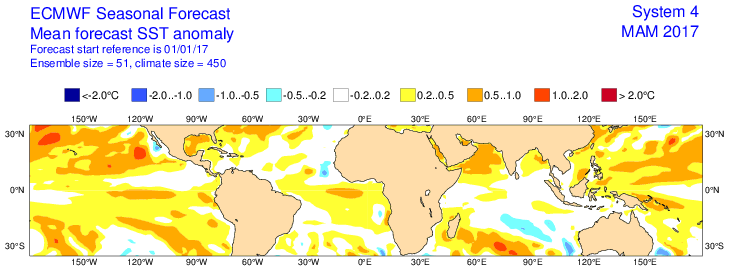 ECMWF Seasonal Forecast
System 4
Mean forecast SST anomaly
MAM 2017
Forecast start reference is 01/01/17
Ensemble size = 51, climate size = 450
<-2.0°C -2.0..-1.0 -1.0..-0.5 -0.5..-0.2 -0.2..0.2 0.2..0.5 0.5..1.0 1.0..2.0 > 2.0°C
150°W 120°W 90°W 60°W 30°W 0°E 30°E 60°E 90°E 120°E 150°E
30°N 30°N
0°N 0°N
30°S 30°S
150°W 120°W 90°W 60°W 30°W 0°E 30°E 60°E 90°E 120°E 150°E